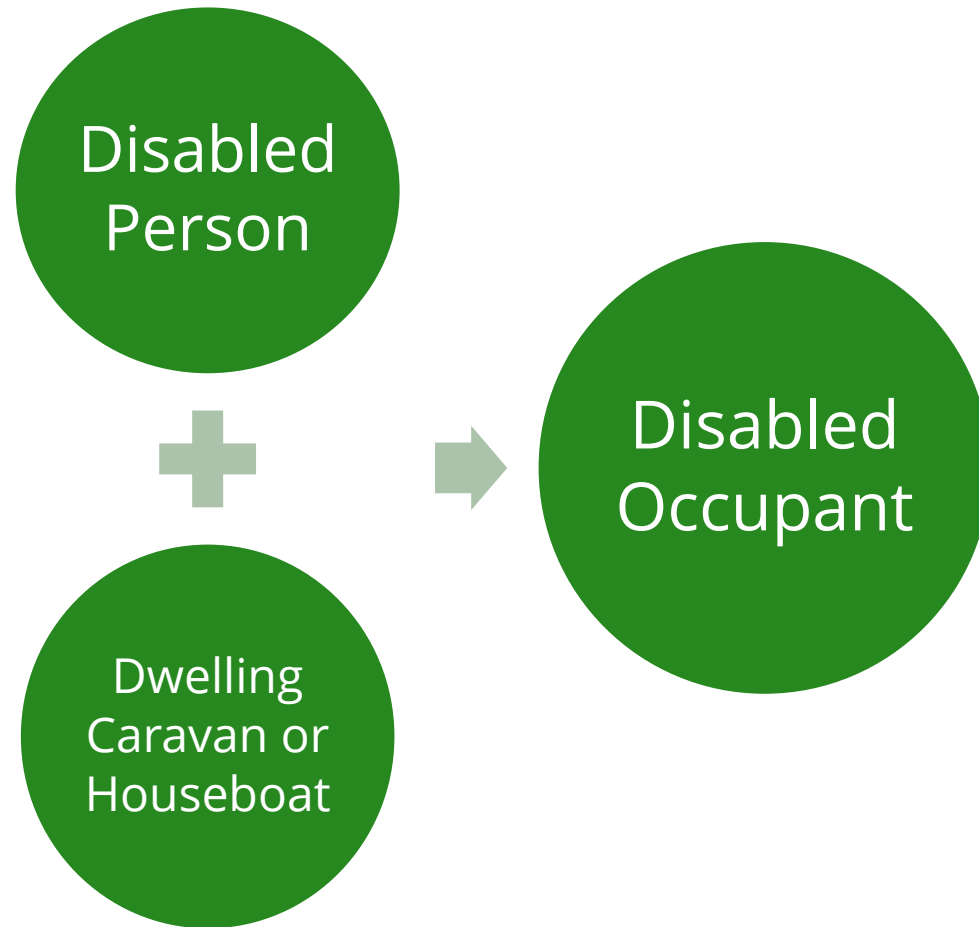 Disabled
Person
Dwelling
Caravan or
Houseboat
Disabled
Occupant